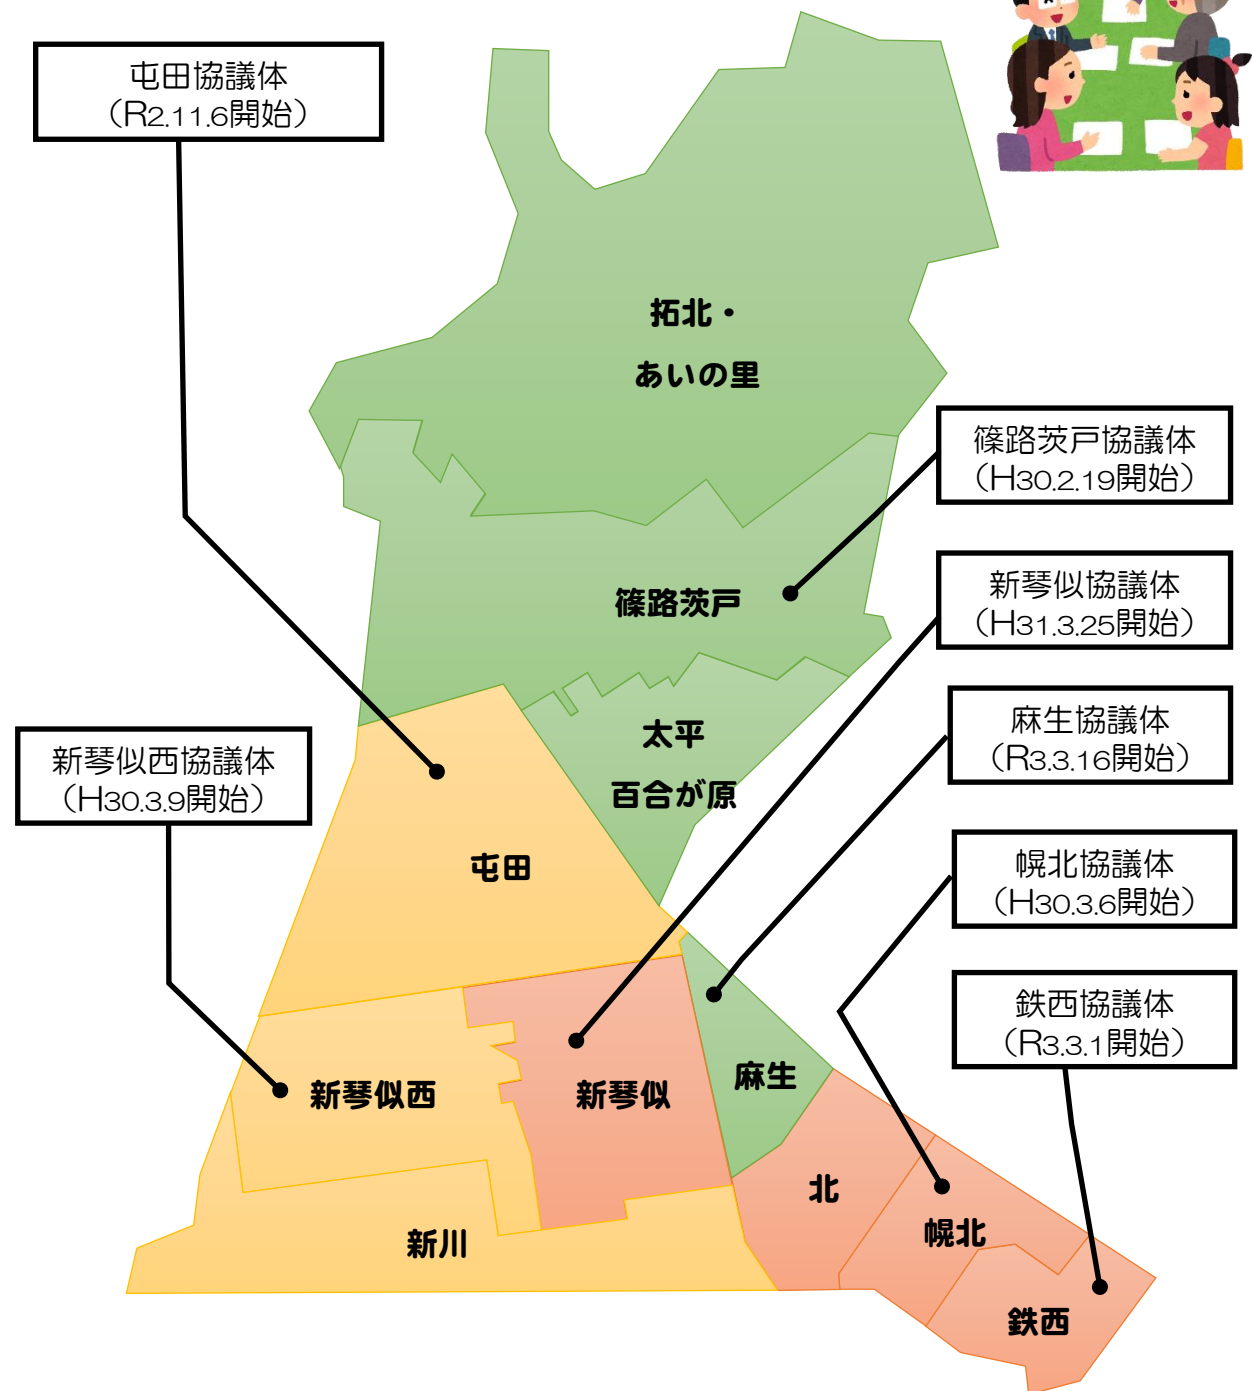 屯田協議体
（R2.11.6開始）
拓北・
あいの里
篠路茨戸協議体
（H30.2.19開始）
新琴似協議体
（H31.3.25開始）
篠路茨戸
麻生協議体
（R3.3.16開始）
太平
百合が原
新琴似西協議体
（H30.3.9開始）
屯田
幌北協議体
（H30.3.6開始）
鉄西協議体
（R3.3.1開始）
新琴似西
新琴似
麻生
北
幌北
新川
鉄西